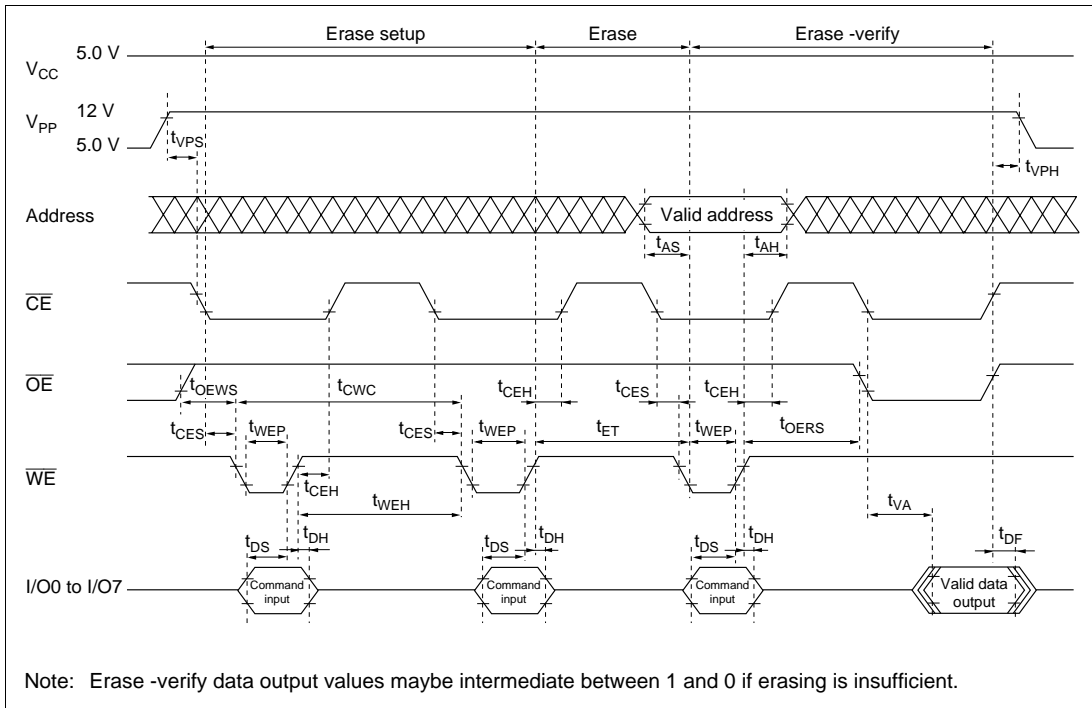 Erase setup Erase Erase -verify
5.0 V
VCC
12 V
VPP
5.0 V
tVPS
tVPH
Address
Valid address
tAS tAH
CE
OE
tOEWS tCWC tCEH tCES tCEH
tCES tWEP tCES tWEP tET tWEP tOERS
WE
tCEH
tWEH
tVA
tDS tDH tDS tDH tDS tDH tDF
I/O0 to I/O7
Command input
Command input
Command input
Valid data output
Note: Erase -verify data output values maybe intermediate between 1 and 0 if erasing is insufficient.